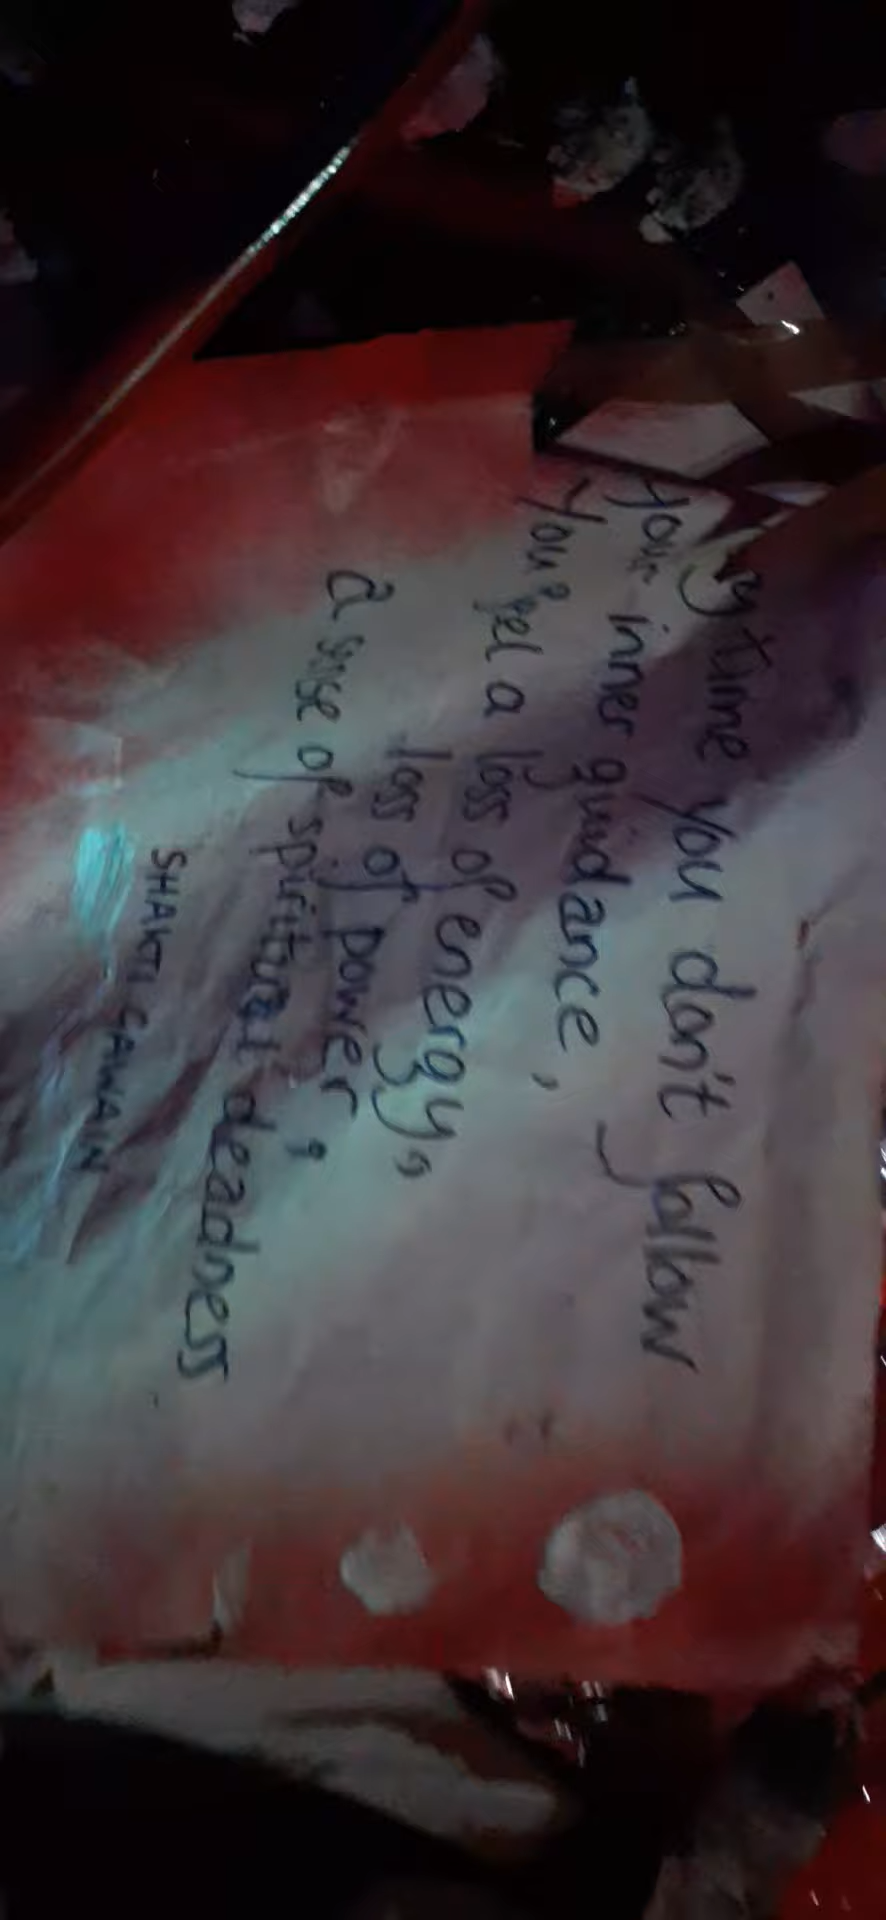 y time you don't follow
your inner guidance,
you feel a loss of energy,
loss of power,
a sense of spiritual deadness
SHAKTI GAWAIN